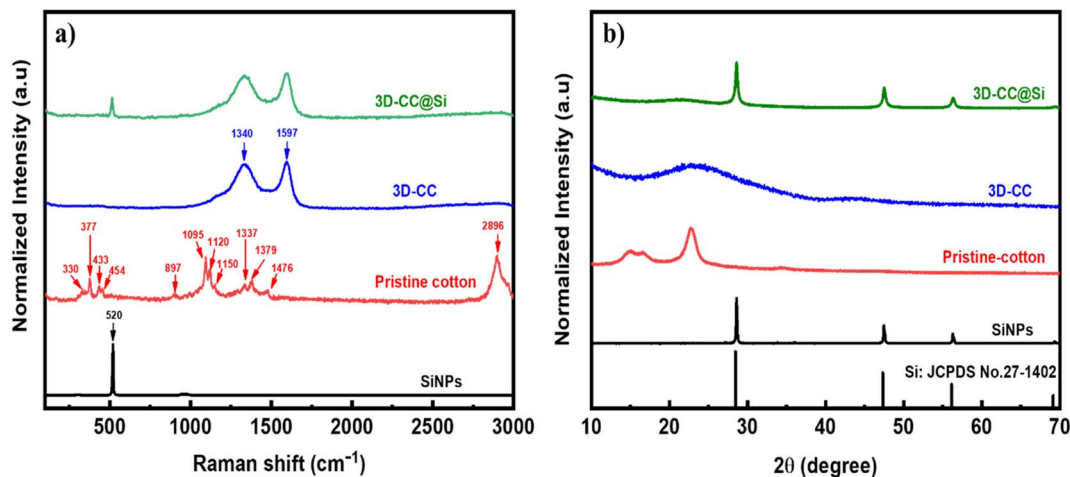 a)
Normalized Intensity (a.u)
3D-CC@Si
1340
1597
3D-CC
330
377
433
454
897
1095
1120
1150
1337
1379
1476
2896
Pristine cotton
520
SiNPs
500 1000 1500 2000 2500 3000
Raman shift (cm⁻¹)
b)
Normalized Intensity (a.u)
3D-CC@Si
3D-CC
Pristine-cotton
SiNPs
Si: JCPDS No.27-1402
10 20 30 40 50 60 70
2θ (degree)